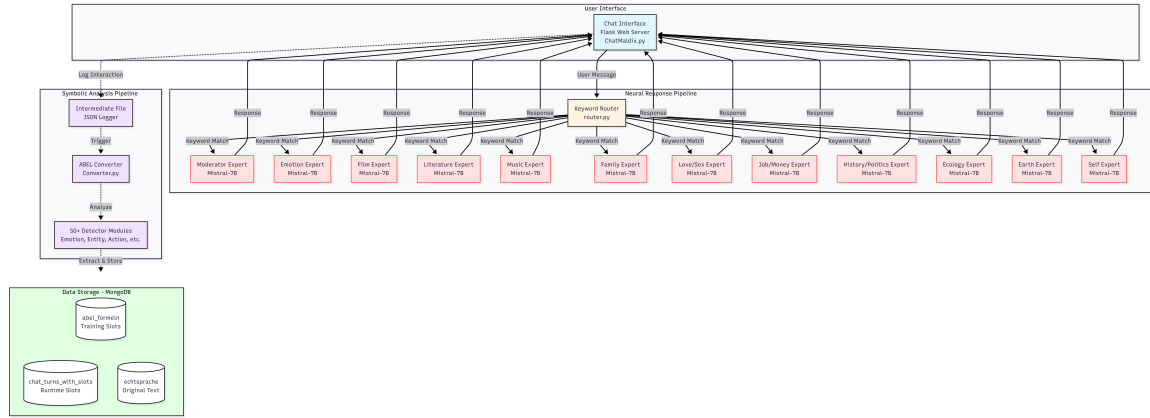 User Interface
Chat Interface
Flask Web Server
ChatMaldix.py
Log Interaction
User Message
Symbolic Analysis Pipeline
Neural Response Pipeline
Intermediate File
JSON Logger
Keyword Router
router.py
Response
Response
Response
Response
Response
Response
Response
Response
Response
Response
Response
Response
Trigger
Keyword Match
Keyword Match
Keyword Match
Keyword Match
Keyword Match
Keyword Match
Keyword Match
Keyword Match
Keyword Match
Keyword Match
Keyword Match
Keyword Match
ABEL Converter
Converter.py
Moderator Expert
Mistral-7B
Emotion Expert
Mistral-7B
Film Expert
Mistral-7B
Literature Expert
Mistral-7B
Music Expert
Mistral-7B
Family Expert
Mistral-7B
Love/Sex Expert
Mistral-7B
Job/Money Expert
Mistral-7B
History/Politics Expert
Mistral-7B
Ecology Expert
Mistral-7B
Earth Expert
Mistral-7B
Self Expert
Mistral-7B
Analyze
50+ Detector Modules
Emotion, Entity, Action, etc.
Extract & Store
Data Storage - MongoDB
abel_formeln
Training Slots
chat_turns_with_slots
Runtime Slots
echtsprache
Original Text